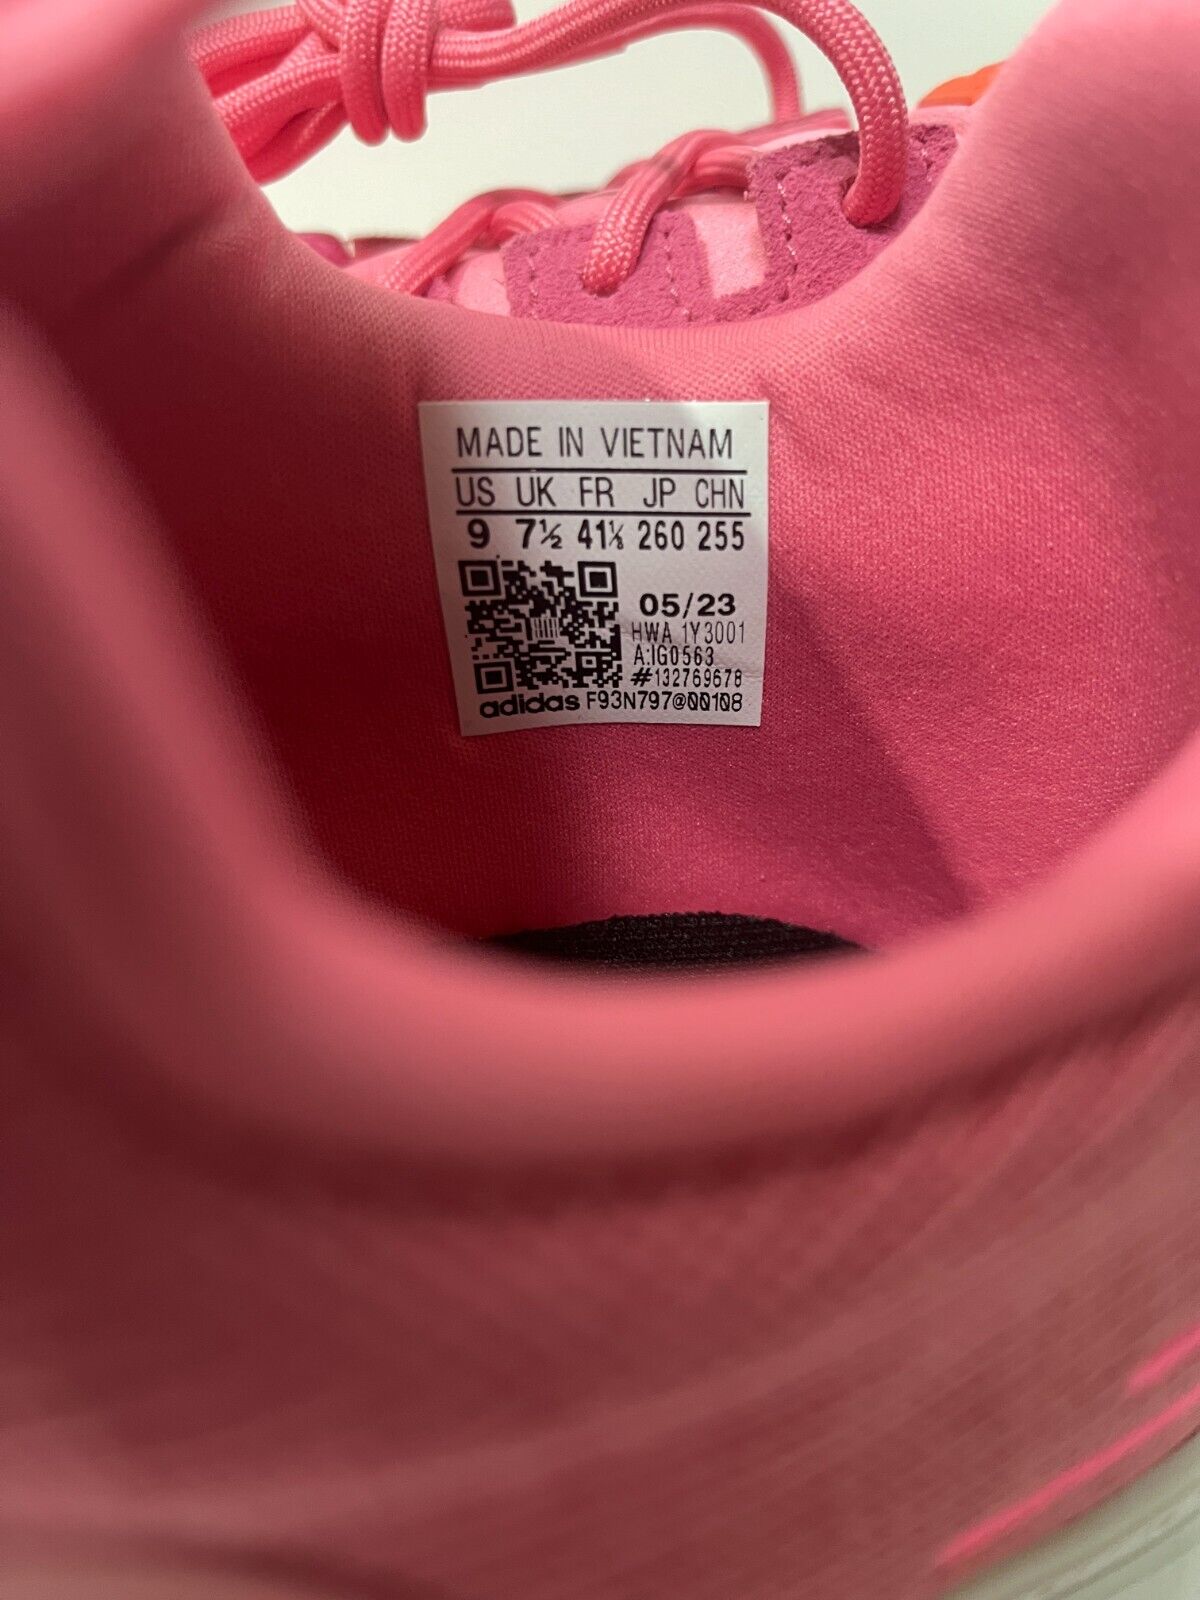 MADE IN VIETNAM
US UK FR JP CHN
9 7½ 41⅓ 260 255
05/23
HWA 1Y3001
A:IG0563
#132769678
adidas F93N797@00108